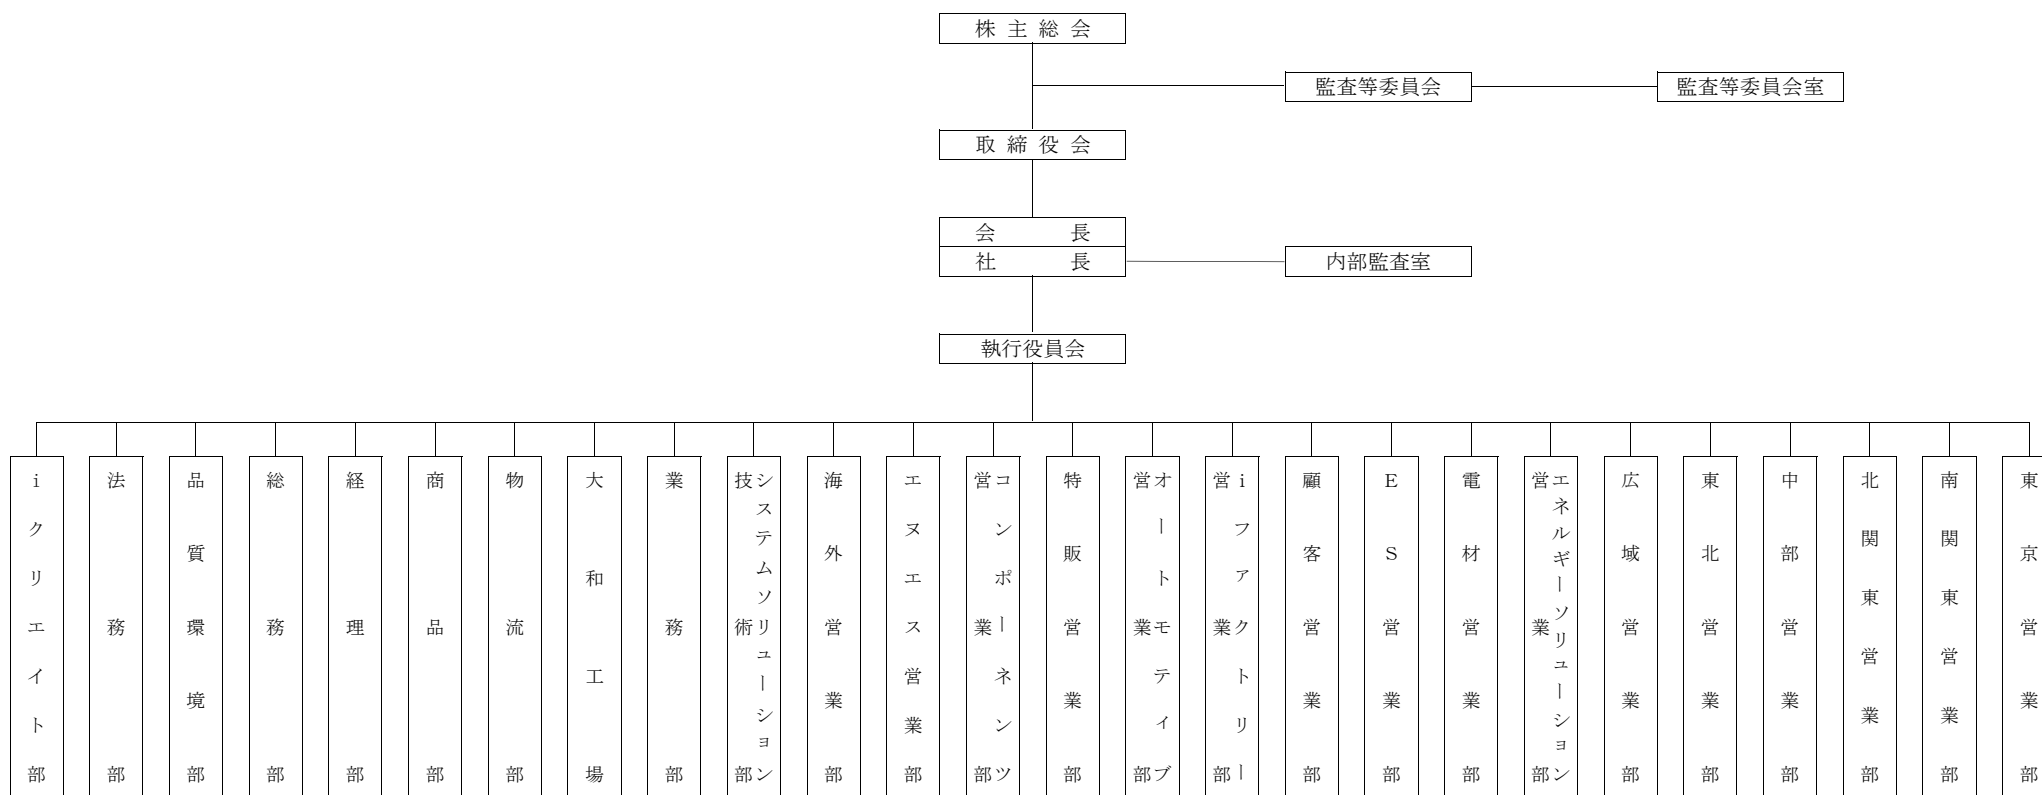 株主総会
監査等委員会
監査等委員会室
取締役会
会長
社長
内部監査室
執行役員会
iクリエイト部
法務部
品質環境部
総務部
経理部
商品部
物流部
大和工場
業務部
システムソリューション
技術部
海外営業部
エヌエス営業部
コンポーネンツ
営業部
特販営業部
オートモティブ
営業部
iファクトリー
営業部
顧客営業部
ES営業部
電材営業部
エネルギーソリューション
営業部
広域営業部
東北営業部
中部営業部
北関東営業部
南関東営業部
東京営業部